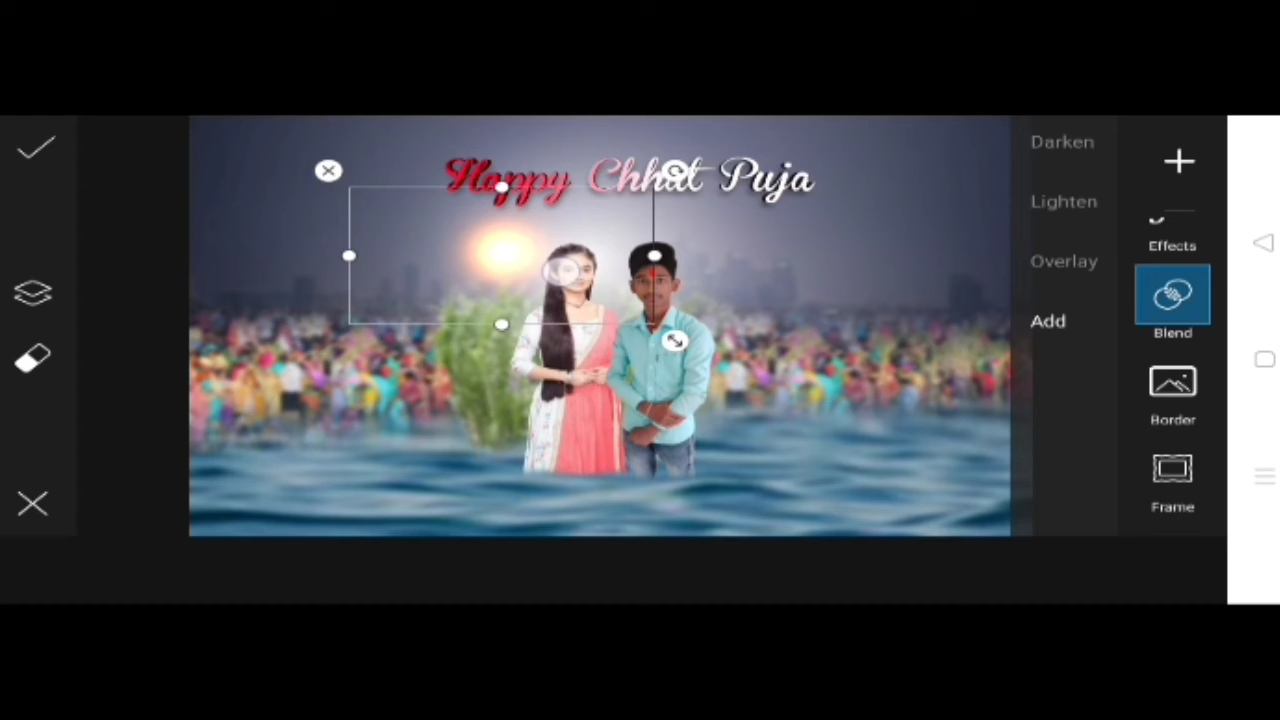 Happy Chhat Puja
Darken
Lighten
Overlay
Add
Effects
Blend
Border
Frame